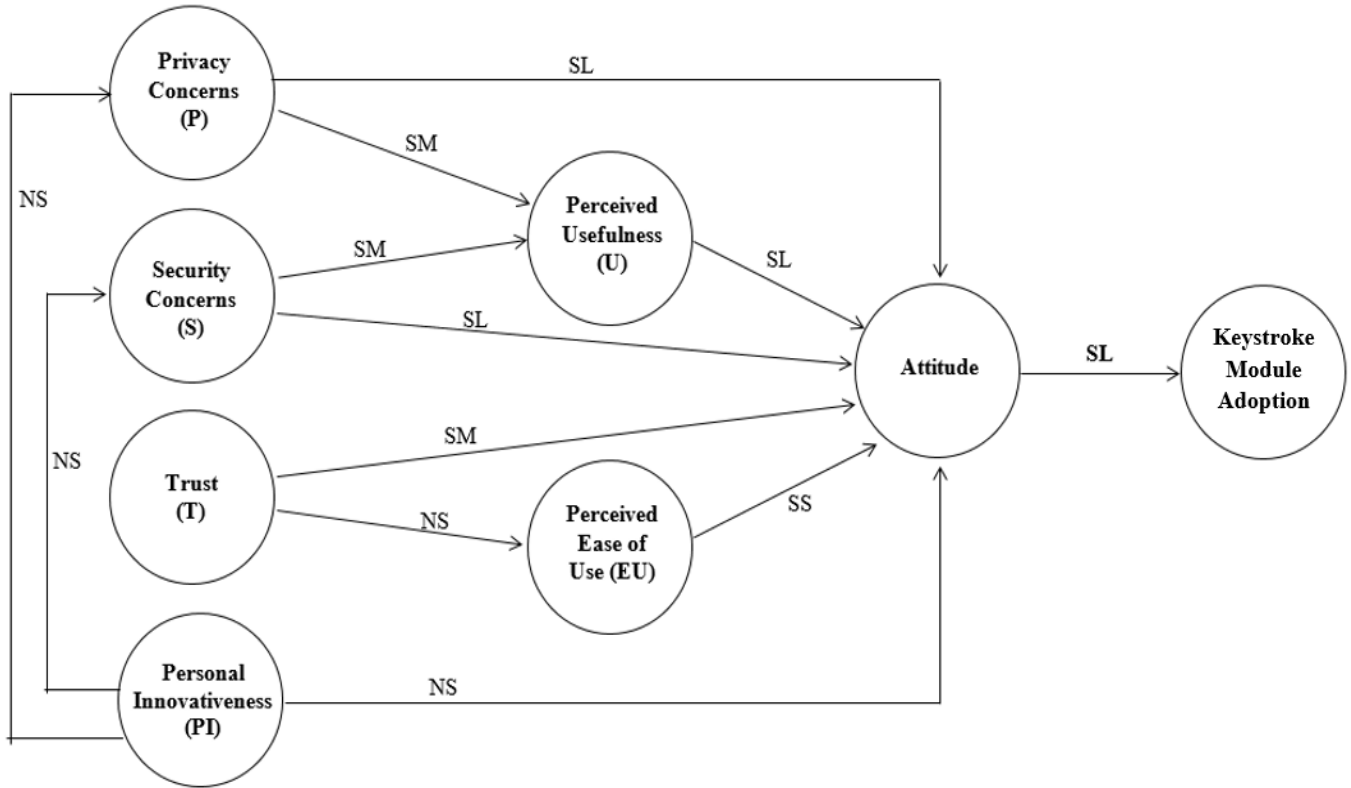 Privacy
Concerns
(P)
SL
SM
NS
Perceived
Usefulness
(U)
SM
SL
Security
Concerns
(S)
SL
Attitude
SL
Keystroke
Module
Adoption
SM
NS
Trust
(T)
NS
Perceived
Ease of
Use (EU)
SS
Personal
Innovativeness
(PI)
NS